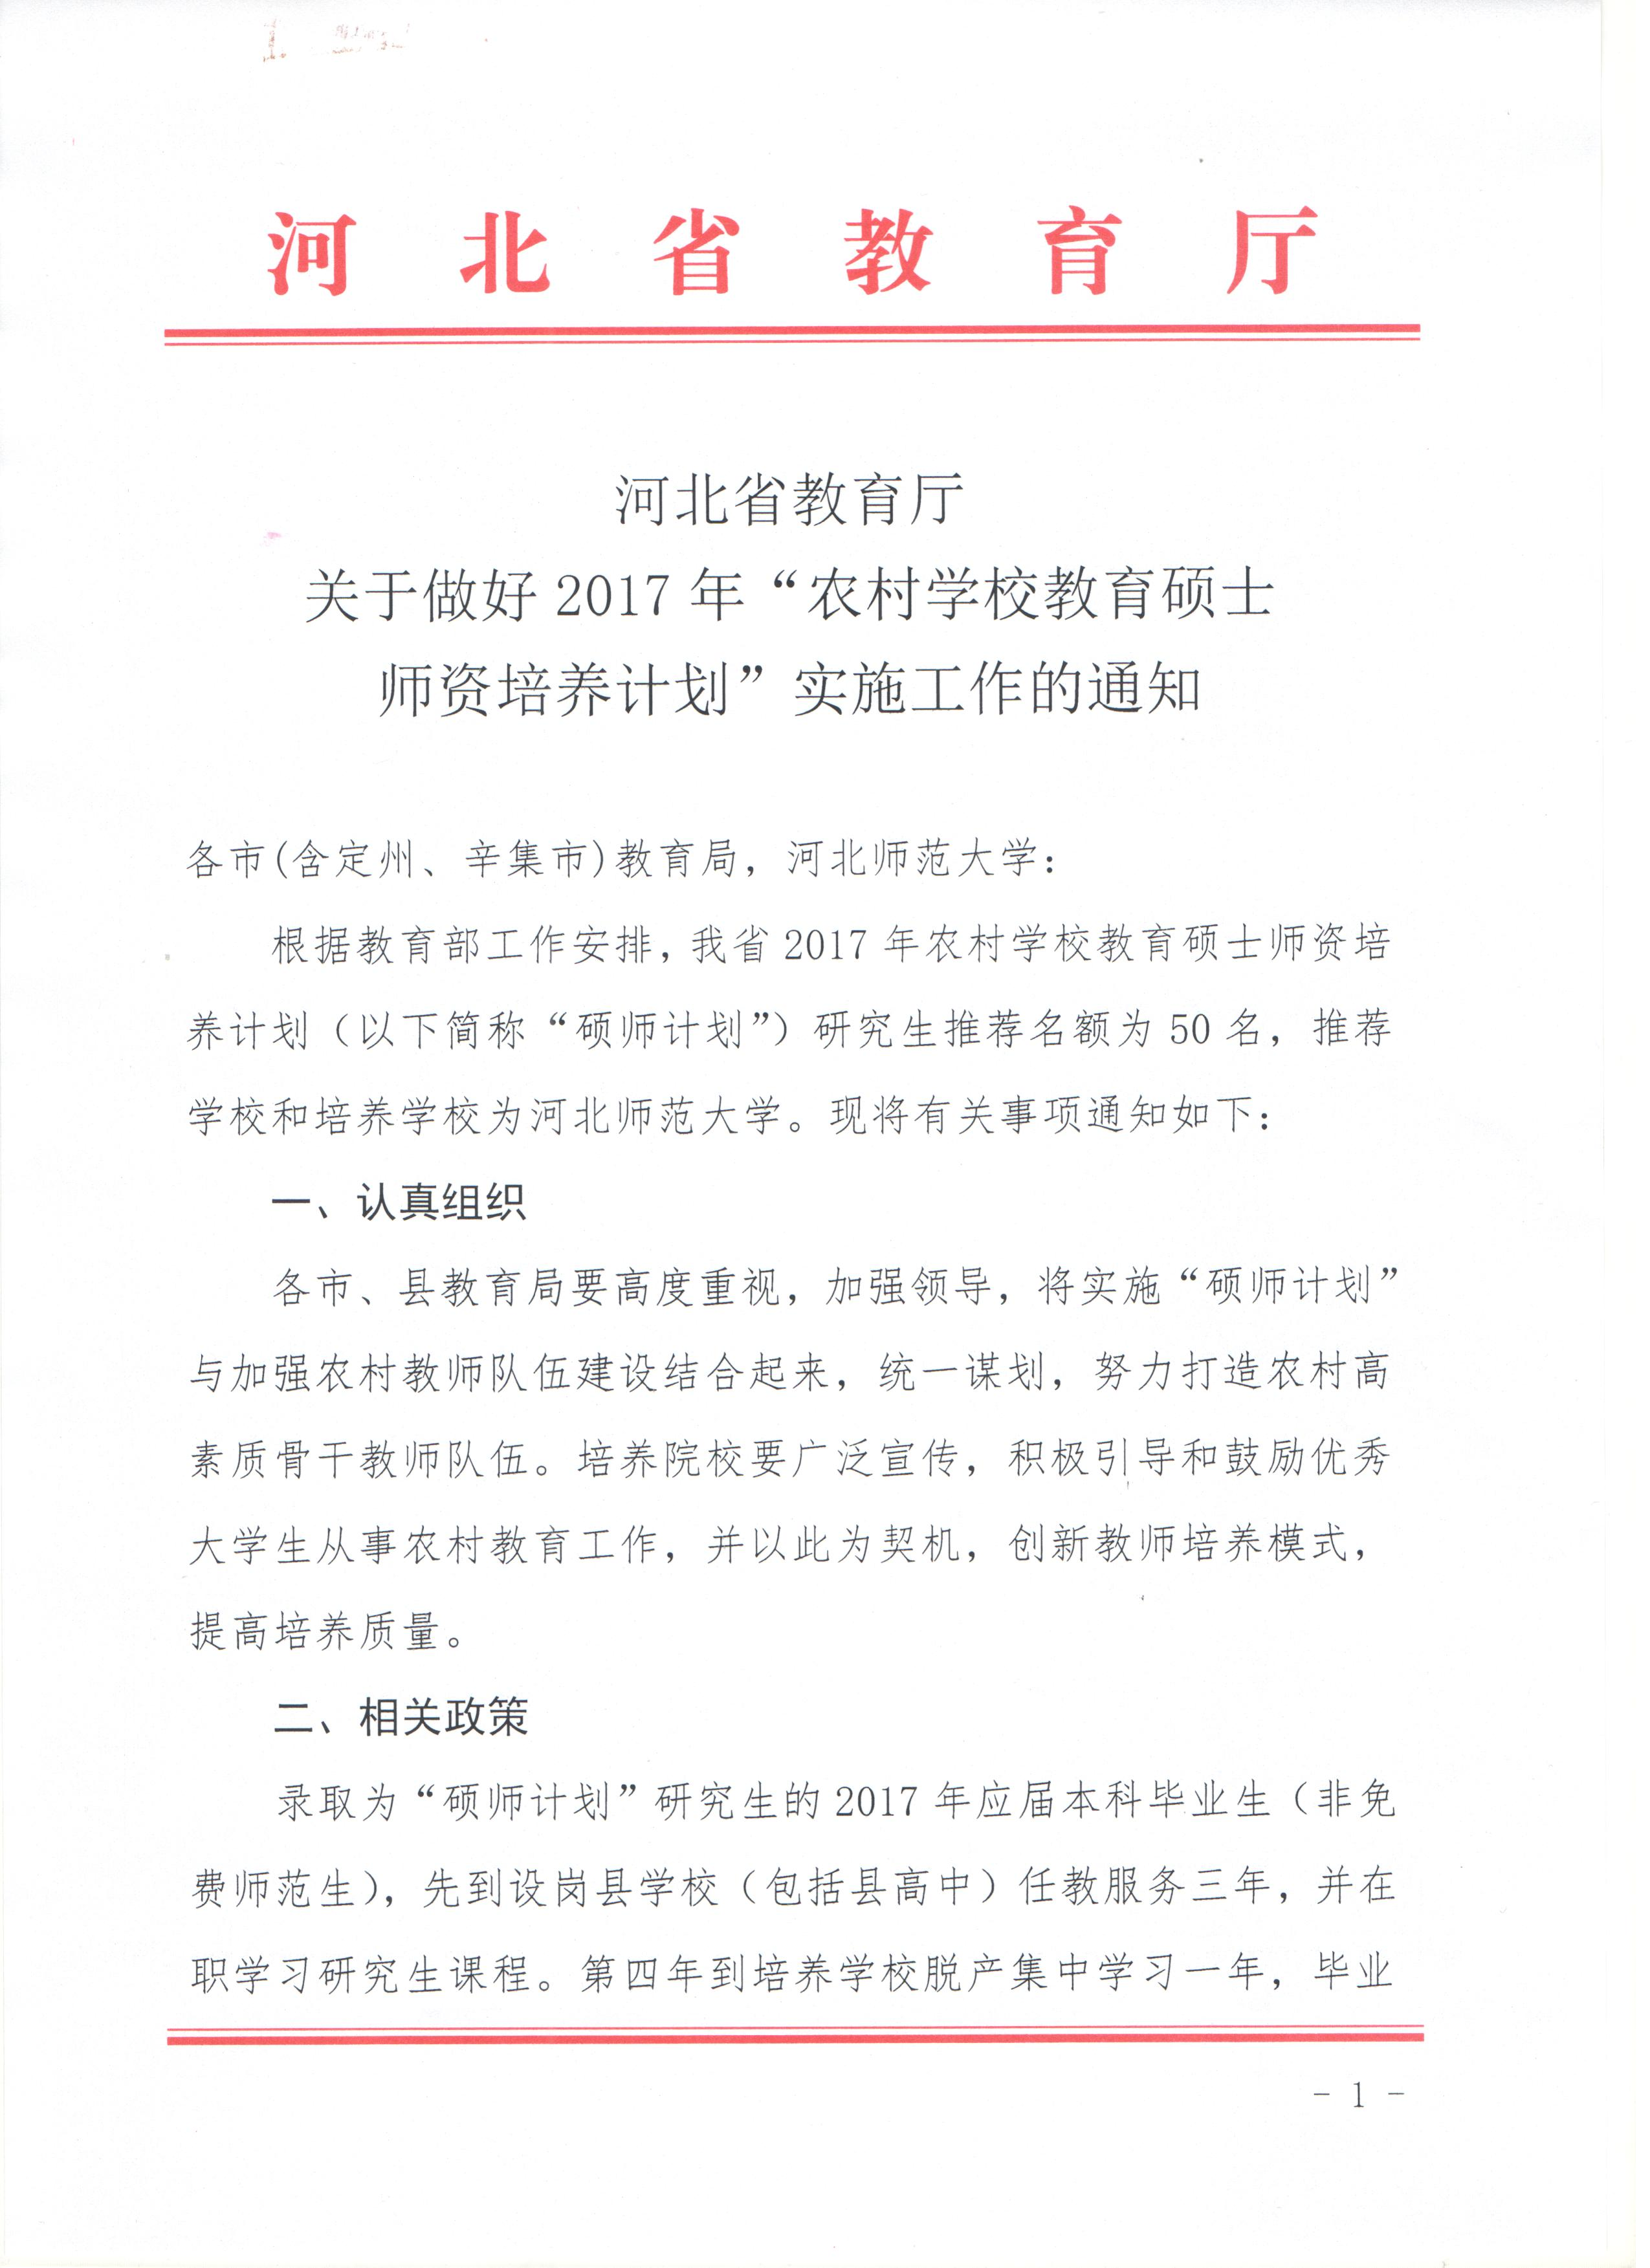 河北省教育厅
河北省教育厅
关于做好 2017 年“农村学校教育硕士
师资培养计划”实施工作的通知
各市(含定州、辛集市)教育局，河北师范大学：
根据教育部工作安排，我省 2017 年农村学校教育硕士师资培
养计划（以下简称“硕师计划”）研究生推荐名额为 50 名，推荐
学校和培养学校为河北师范大学。现将有关事项通知如下：
一、认真组织
各市、县教育局要高度重视，加强领导，将实施“硕师计划”
与加强农村教师队伍建设结合起来，统一谋划，努力打造农村高
素质骨干教师队伍。培养院校要广泛宣传，积极引导和鼓励优秀
大学生从事农村教育工作，并以此为契机，创新教师培养模式，
提高培养质量。
二、相关政策
录取为“硕师计划”研究生的 2017 年应届本科毕业生（非免
费师范生），先到设岗县学校（包括县高中）任教服务三年，并在
职学习研究生课程。第四年到培养学校脱产集中学习一年，毕业
- 1 -